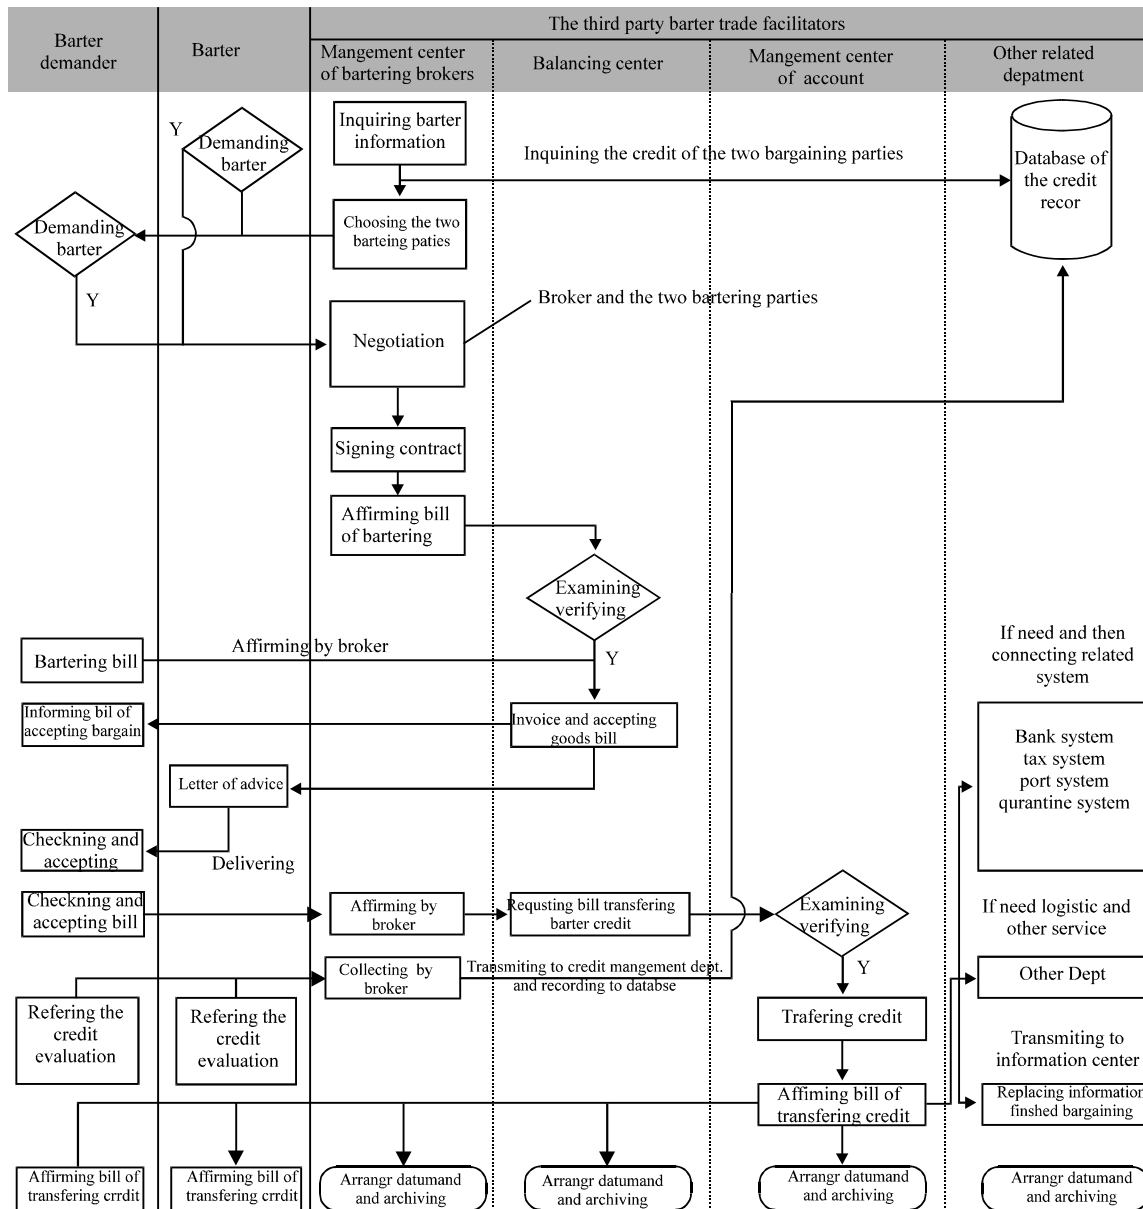 The third party barter trade facilitators
Barter
demander
Barter
Mangement center
of bartering brokers
Balancing center
Mangement center
of account
Other related
depatment
Y
Demanding
barter
Inquiring barter
information
Inquining the credit of the two bargaining parties
Database of
the credit
recor
Demanding
barter
Choosing the two
barteing paties
Y
Broker and the two bartering parties
Negotiation
Signing contract
Affirming bill
of bartering
Examining
verifying
Bartering bill
Affirming by broker
Y
If need and then
connecting related
system
Informing bil of
accepting bargain
Invoice and accepting
goods bill
Bank system
tax system
port system
qurantine system
Letter of advice
Checkning and
accepting
Delivering
Checkning and
accepting bill
Affirming by
broker
Requsting bill transfering
barter credit
Examining
verifying
If need logistic and
other service
Collecting by
broker
Transmiting to credit mangement dept.
and recording to databse
Y
Other Dept
Refering the
credit
evaluation
Refering the
credit
evaluation
Trafering credit
Transmiting to
information center
Affiming bill of
transfering credit
Replacing information
finshed bargaining
Affirming bill of
transfering crrdit
Affirming bill of
transfering crrdit
Arrangr datumand
and archiving
Arrangr datumand
and archiving
Arrangr datumand
and archiving
Arrangr datumand
and archiving